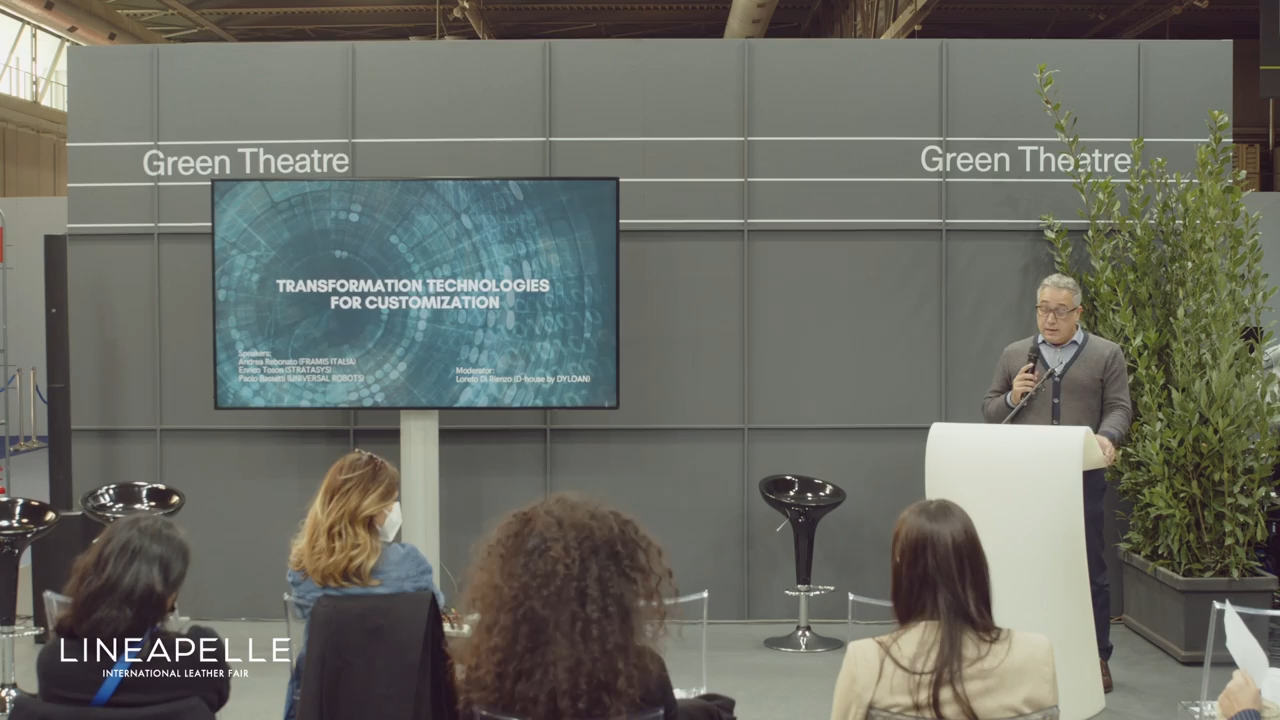 Green Theatre
Green Theatre
TRANSFORMATION TECHNOLOGIES
FOR CUSTOMIZATION
Speakers:
Andrea Rebonato (FRAMIS ITALIA)
Enrico Toson (STRATASYS)
Paolo Bassetti (UNIVERSAL ROBOTS)
Moderator:
Loreto Di Rienzo (D-house by DYLOAN)
LINEAPELLE
INTERNATIONAL LEATHER FAIR